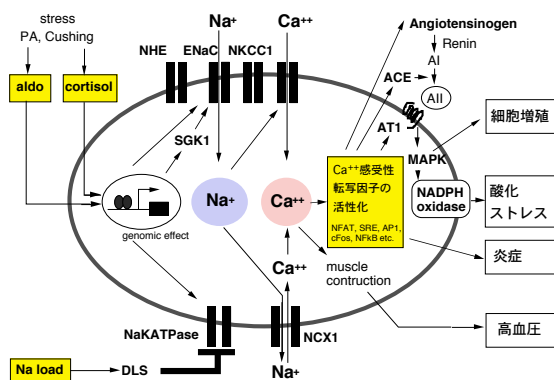 stress
PA, Cushing
aldo
cortisol
NHE
ENaC
NKCC1
Na+
Ca++
Angiotensinogen
Renin
AI
ACE
AII
AT1
MAPK
NADPH
oxidase
SGK1
genomic effect
Na+
Ca++
Ca++感受性
転写因子の
活性化
NFAT, SRE, AP1,
cFos, NFkB etc.
細胞増殖
酸化
ストレス
炎症
高血圧
muscle
contruction
Ca++
NaKATPase
NCX1
Na+
Na load
DLS